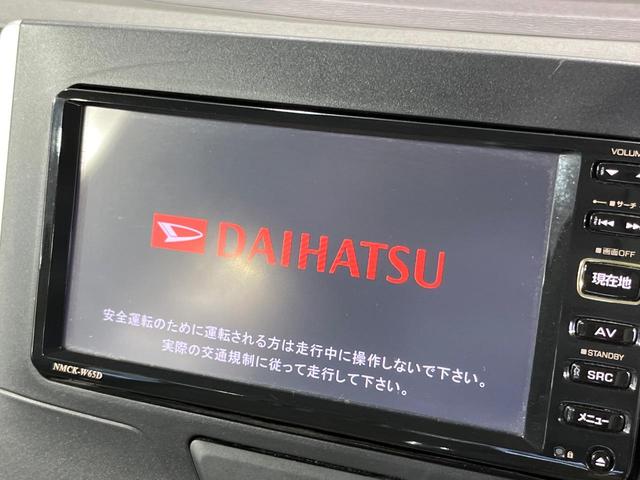 VOLUM
サーチ
画面OFF
現在地
AV
STANDBY
SRC
メニュー
DAIHATSU
安全運転のために運転される方は走行中に操作しないで下さい。
実際の交通規制に従って走行して下さい。
NMCK-W65D